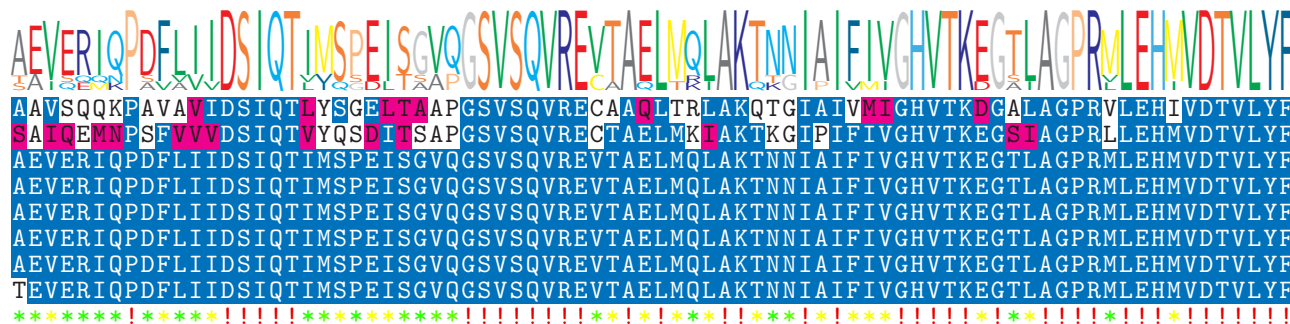 AEVERIQPDFLIIDSIQTIMSPEISGVQGSVSQVREVTAELMQLAKTNNIAIFIVGHVTKEGTLAGPRMLEHMVDTVLYF
AAVSQQKPAVAVIDSIQTLYSGELTAAPGSVSQVRECAAQLTRLAKQTGIAIVMIGHVTKDGALAGPRVLEHIVDTVLYF
SAIQEMNPSFVVVDSIQTVYQSDITSAPGSVSQVRECTAELMKIAKTKGIPIFIVGHVTKEGSIAGPRLLEHMVDTVLYF
AEVERIQPDFLIIDSIQTIMSPEISGVQGSVSQVREVTAELMQLAKTNNIAIFIVGHVTKEGTLAGPRMLEHMVDTVLYF
AEVERIQPDFLIIDSIQTIMSPEISGVQGSVSQVREVTAELMQLAKTNNIAIFIVGHVTKEGTLAGPRMLEHMVDTVLYF
AEVERIQPDFLIIDSIQTIMSPEISGVQGSVSQVREVTAELMQLAKTNNIAIFIVGHVTKEGTLAGPRMLEHMVDTVLYF
AEVERIQPDFLIIDSIQTIMSPEISGVQGSVSQVREVTAELMQLAKTNNIAIFIVGHVTKEGTLAGPRMLEHMVDTVLYF
AEVERIQPDFLIIDSIQTIMSPEISGVQGSVSQVREVTAELMQLAKTNNIAIFIVGHVTKEGTLAGPRMLEHMVDTVLYF
TEVERIQPDFLIIDSIQTIMSPEISGVQGSVSQVREVTAELMQLAKTNNIAIFIVGHVTKEGTLAGPRMLEHMVDTVLYF
*******!*****!!!!!**********!!!!!!!!**!*!***!!***!*!***!!!!!*!**!!!!*!!!*!!!!!!!